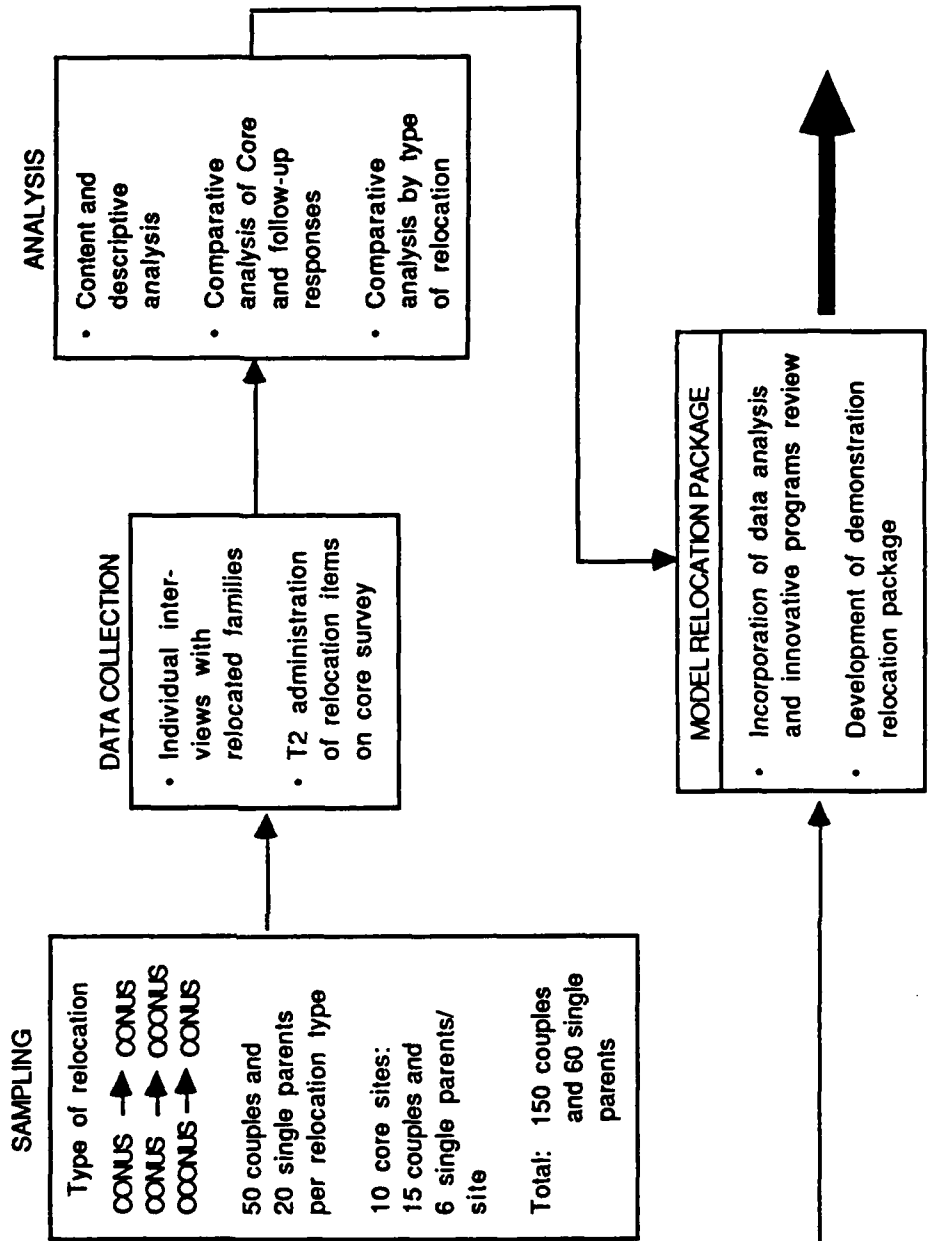 SAMPLING
Type of relocation
CONUS → CONUS
CONUS → OCONUS
OCONUS → CONUS
50 couples and
20 single parents
per relocation type
10 core sites:
15 couples and
6 single parents/
site
Total: 150 couples
and 60 single
parents
DATA COLLECTION
• Individual inter-
views with
relocated families
• T2 administration
of relocation items
on core survey
ANALYSIS
• Content and
descriptive
analysis
• Comparative
analysis of Core
and follow-up
responses
• Comparative
analysis by type
of relocation
MODEL RELOCATION PACKAGE
• Incorporation of data analysis
and innovative programs review
• Development of demonstration
relocation package